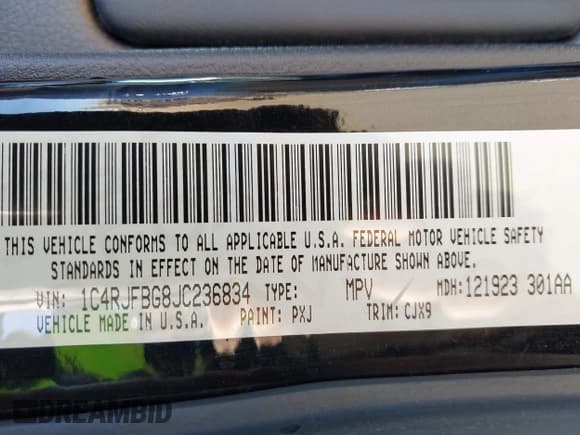 THIS VEHICLE CONFORMS TO ALL APPLICABLE U.S.A. FEDERAL MOTOR VEHICLE SAFETY
STANDARDS IN EFFECT ON THE DATE OF MANUFACTURE SHOWN ABOVE.
VIN: 1C4RJFBG8JC236834 TYPE: MPV MDH:121923 301AA
VEHICLE MADE IN U.S.A. PAINT: PXJ TRIM:CJX9
DREAMBID